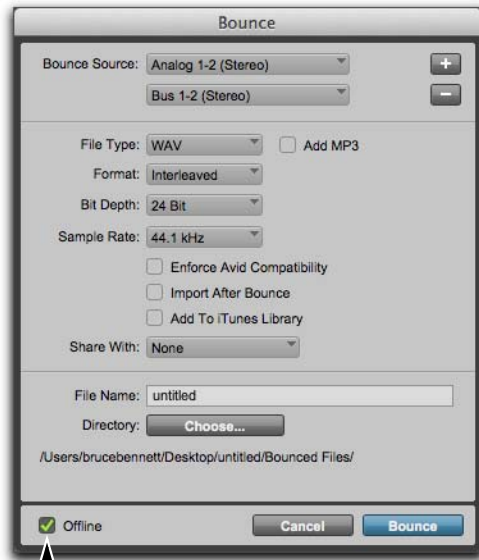 Bounce
Bounce Source: Analog 1-2 (Stereo) +
Bus 1-2 (Stereo) −
File Type: WAV Add MP3
Format: Interleaved
Bit Depth: 24 Bit
Sample Rate: 44.1 kHz
Enforce Avid Compatibility
Import After Bounce
Add To iTunes Library
Share With: None
File Name: untitled
Directory: Choose...
/Users/brucebennett/Desktop/untitled/Bounced Files/
Offline Cancel Bounce